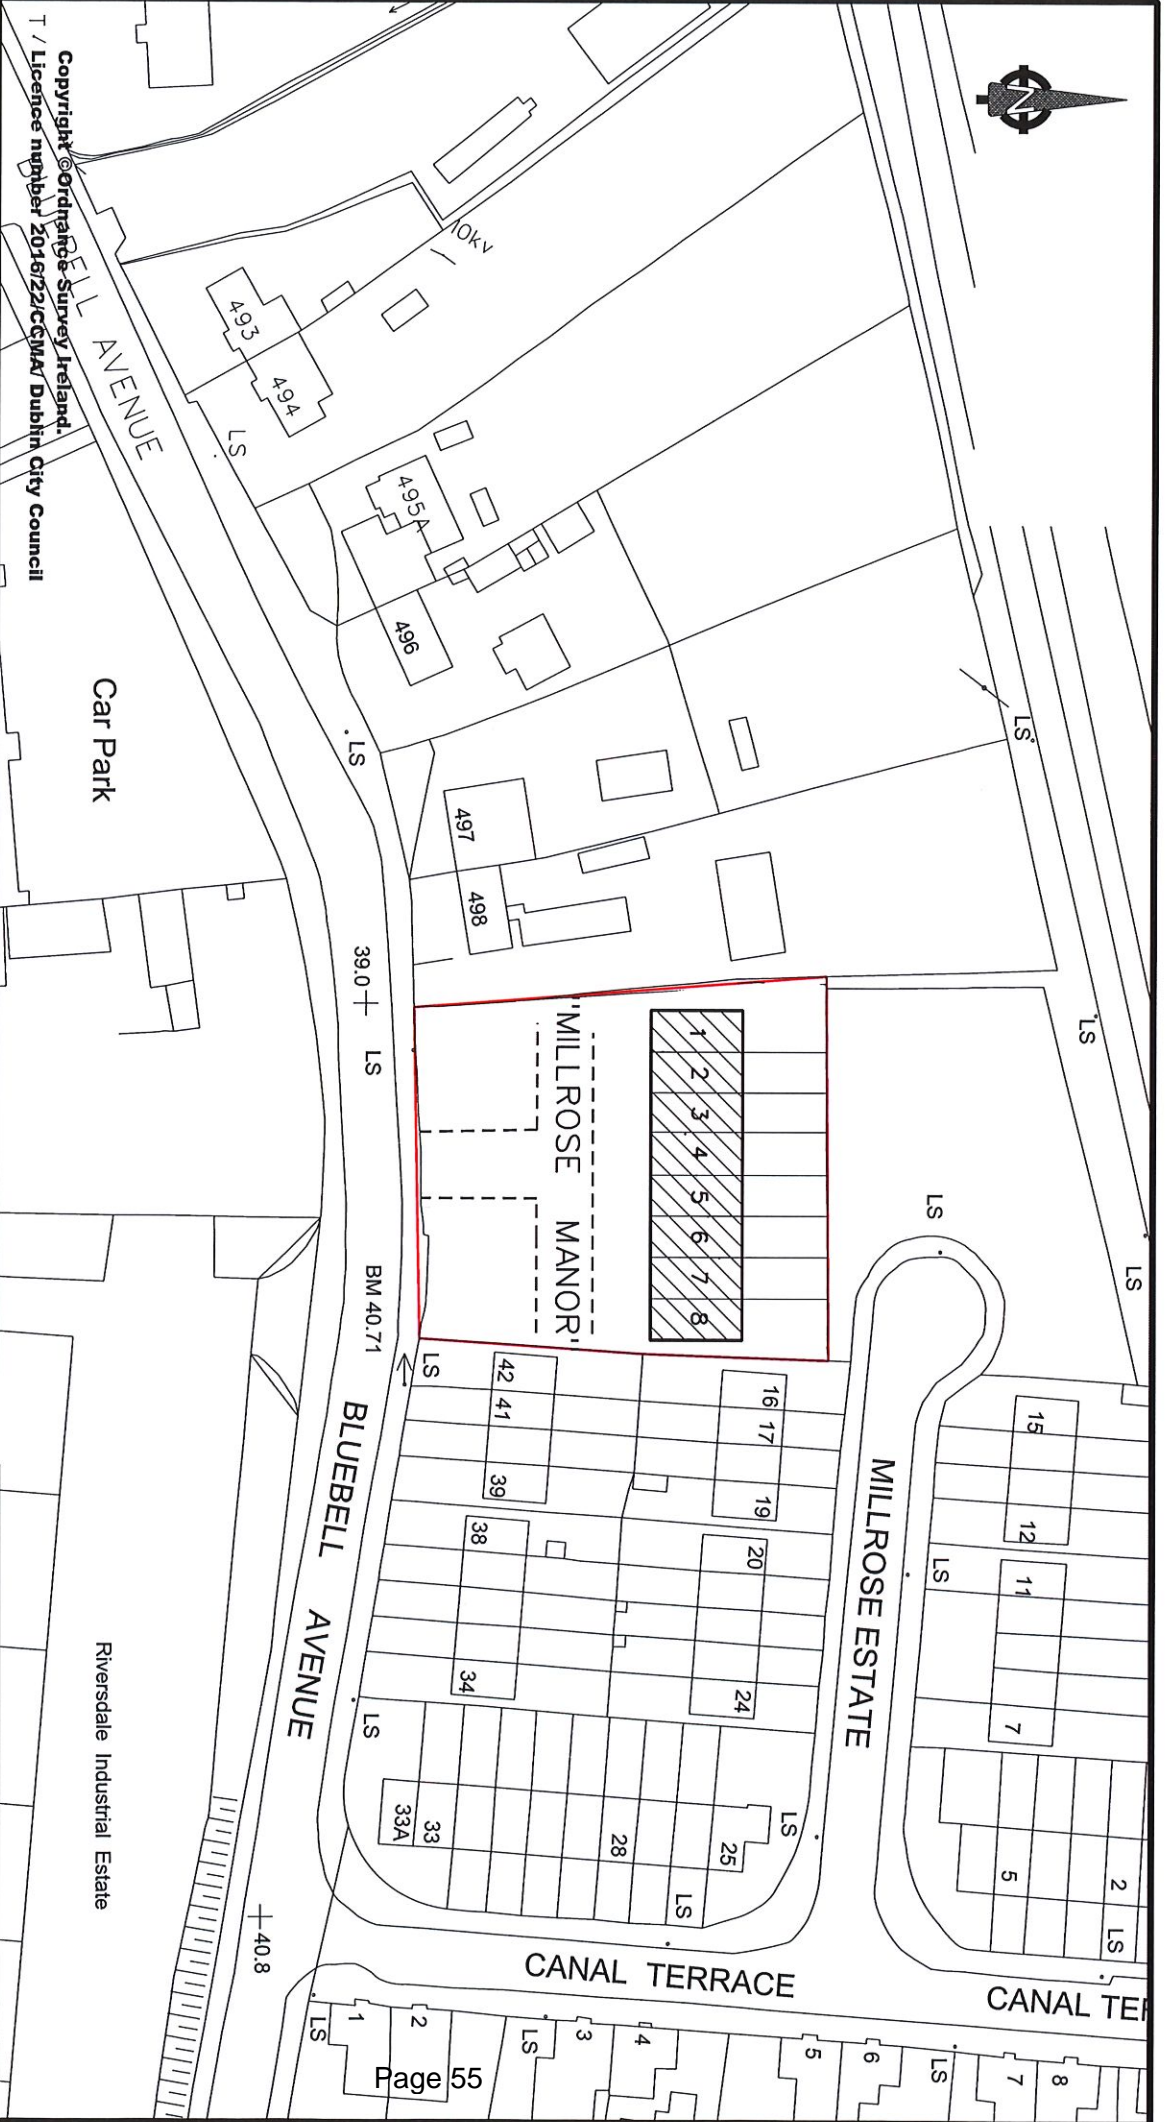 N
10kv
493
494
LS
495A
496
LS
497
498
LS
LS
LS
LS
Car Park
39.0
LS
"MILLROSE MANOR"
1 2 3 4 5 6 7 8
BM 40.71
LS
42 41 39
38 34
16 17 19
20 24
15 12
11 7
LS
MILLROSE ESTATE
BLUEBELL AVENUE
BLUEBELL AVENUE
LS
33A 33 28 25
LS
LS
5 2
LS
40.8
Riversdale Industrial Estate
CANAL TERRACE
CANAL TER
LS
1 2
LS
3 4
5 6
LS
7 8
Copyright ©Ordnance Survey Ireland.
Licence number 2016/22/CCMA/ Dublin City Council
Page 55